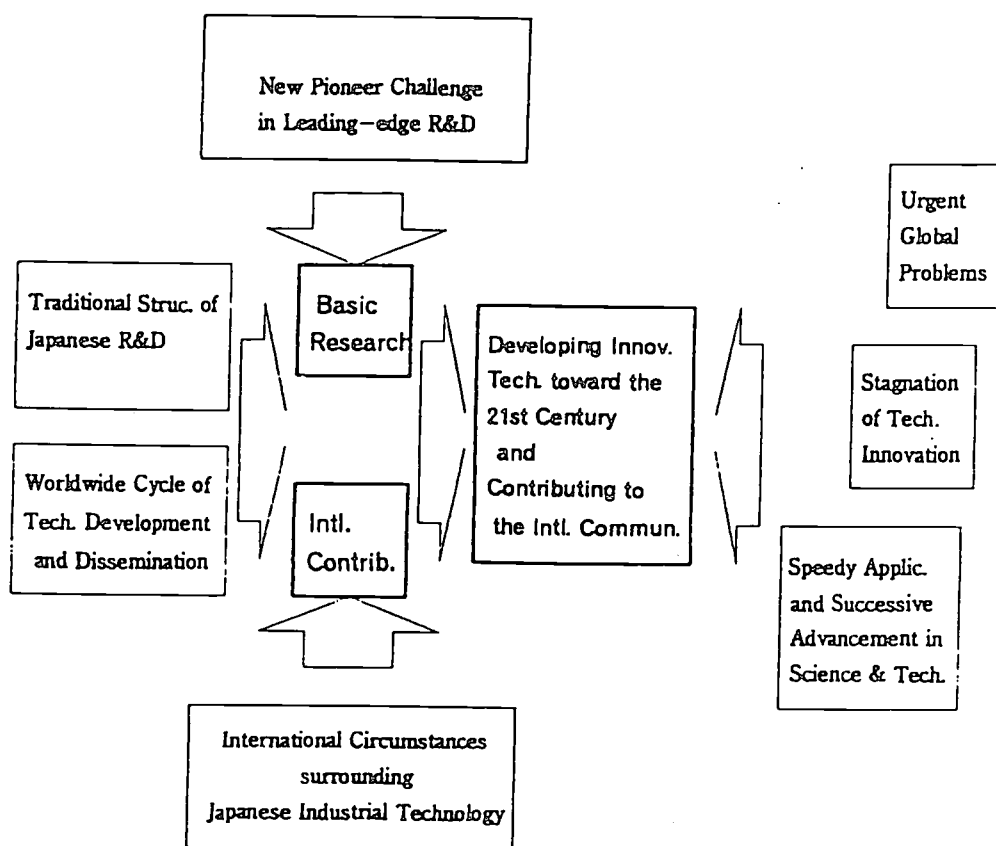 New Pioneer Challenge
in Leading-edge R&D
Traditional Struc. of
Japanese R&D
Worldwide Cycle of
Tech. Development
and Dissemination
Basic
Research
Intl.
Contrib.
Developing Innov.
Tech. toward the
21st Century
and
Contributing to
the Intl. Commun.
Urgent
Global
Problems
Stagnation
of Tech.
Innovation
Speedy Applic.
and Successive
Advancement in
Science & Tech.
International Circumstances
surrounding
Japanese Industrial Technology